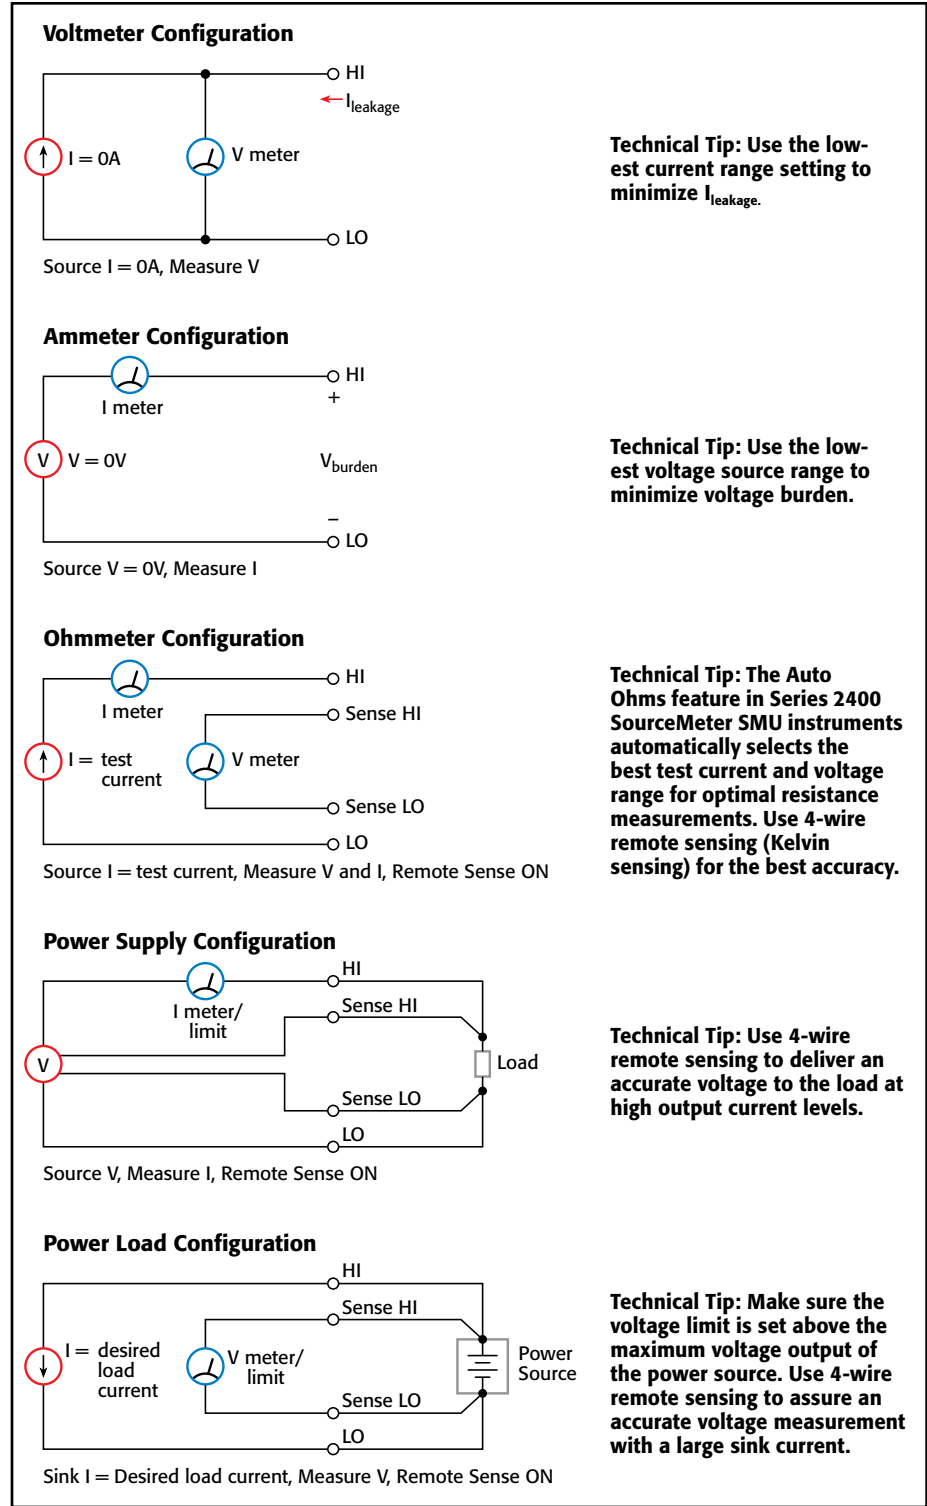 Voltmeter Configuration
HI
Ileakage
I = 0A
V meter
LO
Source I = 0A, Measure V
Technical Tip: Use the low-
est current range setting to
minimize Ileakage.
Ammeter Configuration
HI
+
I meter
V
V = 0V
Vburden
–
LO
Source V = 0V, Measure I
Technical Tip: Use the low-
est voltage source range to
minimize voltage burden.
Ohmmeter Configuration
HI
I meter
Sense HI
I = test
current
V meter
Sense LO
LO
Source I = test current, Measure V and I, Remote Sense ON
Technical Tip: The Auto
Ohms feature in Series 2400
SourceMeter SMU instruments
automatically selects the
best test current and voltage
range for optimal resistance
measurements. Use 4-wire
remote sensing (Kelvin
sensing) for the best accuracy.
Power Supply Configuration
HI
I meter/
limit
Sense HI
V
Load
Sense LO
LO
Source V, Measure I, Remote Sense ON
Technical Tip: Use 4-wire
remote sensing to deliver an
accurate voltage to the load at
high output current levels.
Power Load Configuration
HI
Sense HI
I = desired
load
current
V meter/
limit
Power
Source
Sense LO
LO
Sink I = Desired load current, Measure V, Remote Sense ON
Technical Tip: Make sure the
voltage limit is set above the
maximum voltage output of
the power source. Use 4-wire
remote sensing to assure an
accurate voltage measurement
with a large sink current.